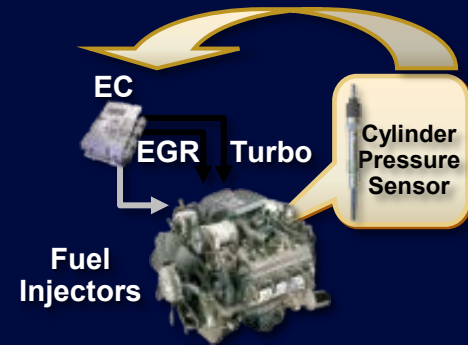 EC
EGR Turbo
Cylinder
Pressure
Sensor
Fuel
Injectors